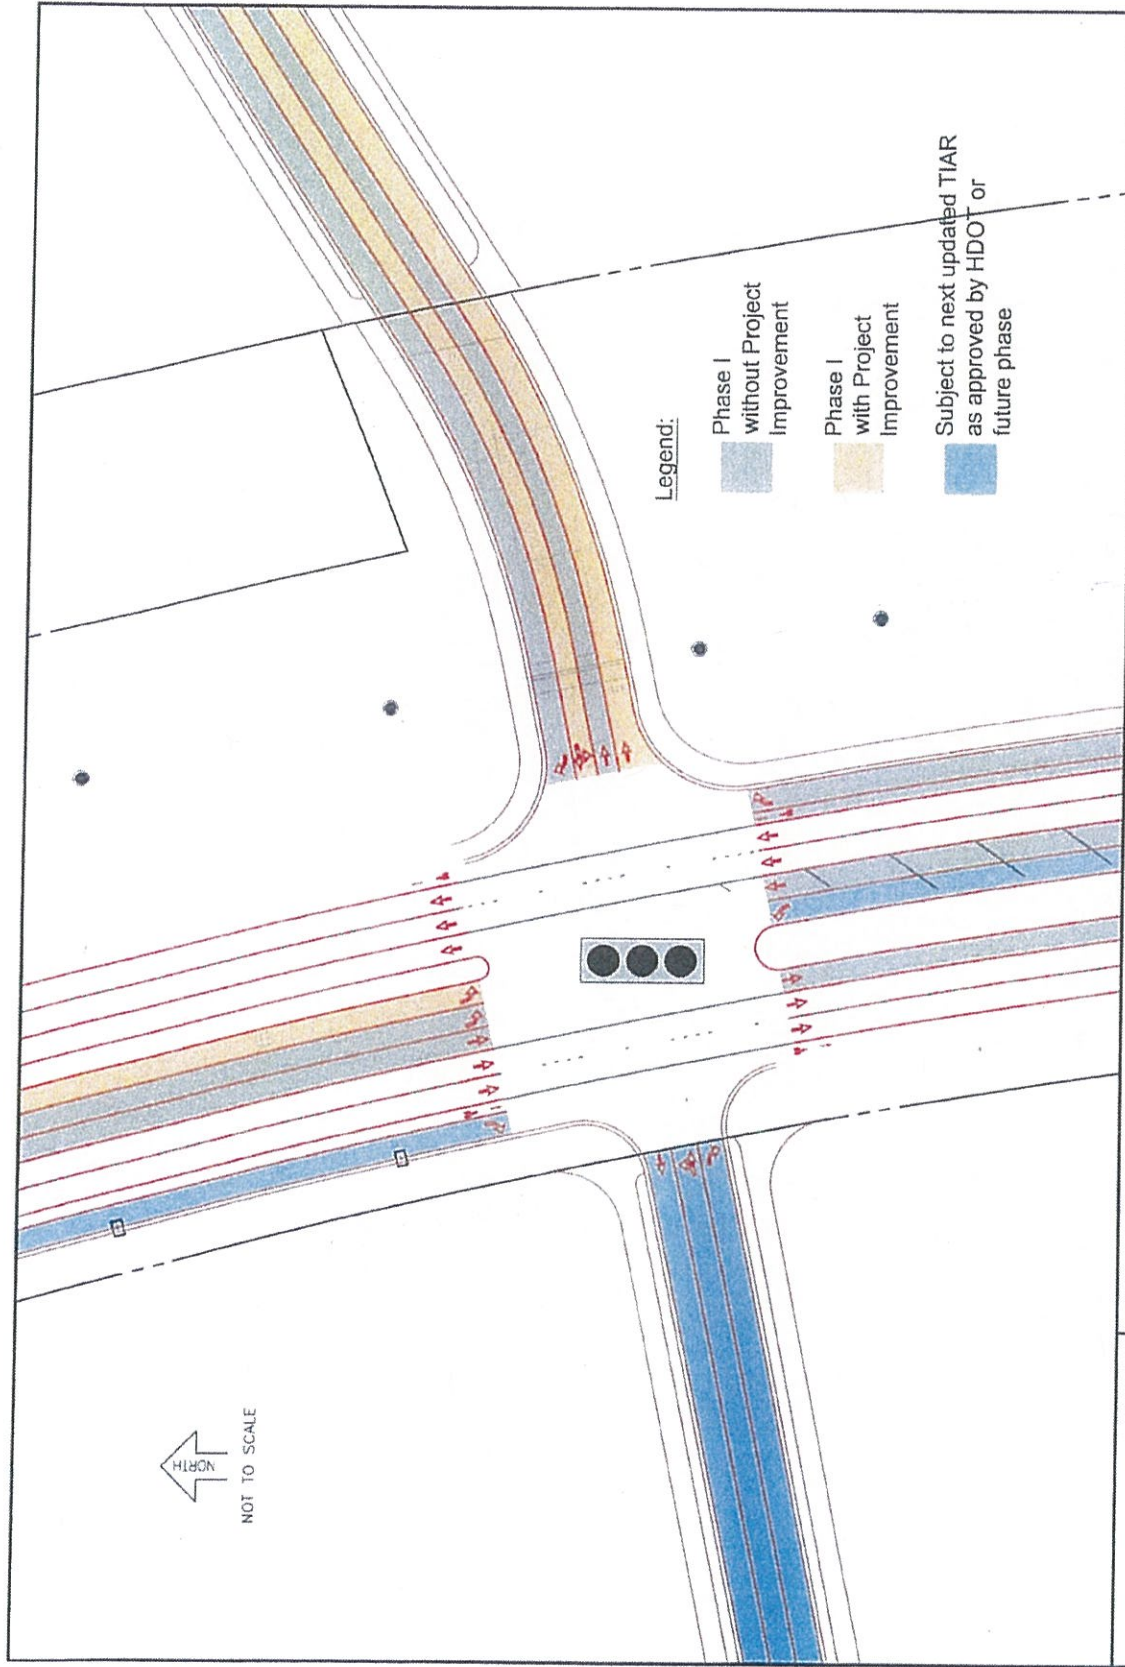 NORTH
NOT TO SCALE
Legend:
Phase I
without Project
Improvement
Phase I
with Project
Improvement
Subject to next updated TIAR
as approved by HDOT or
future phase